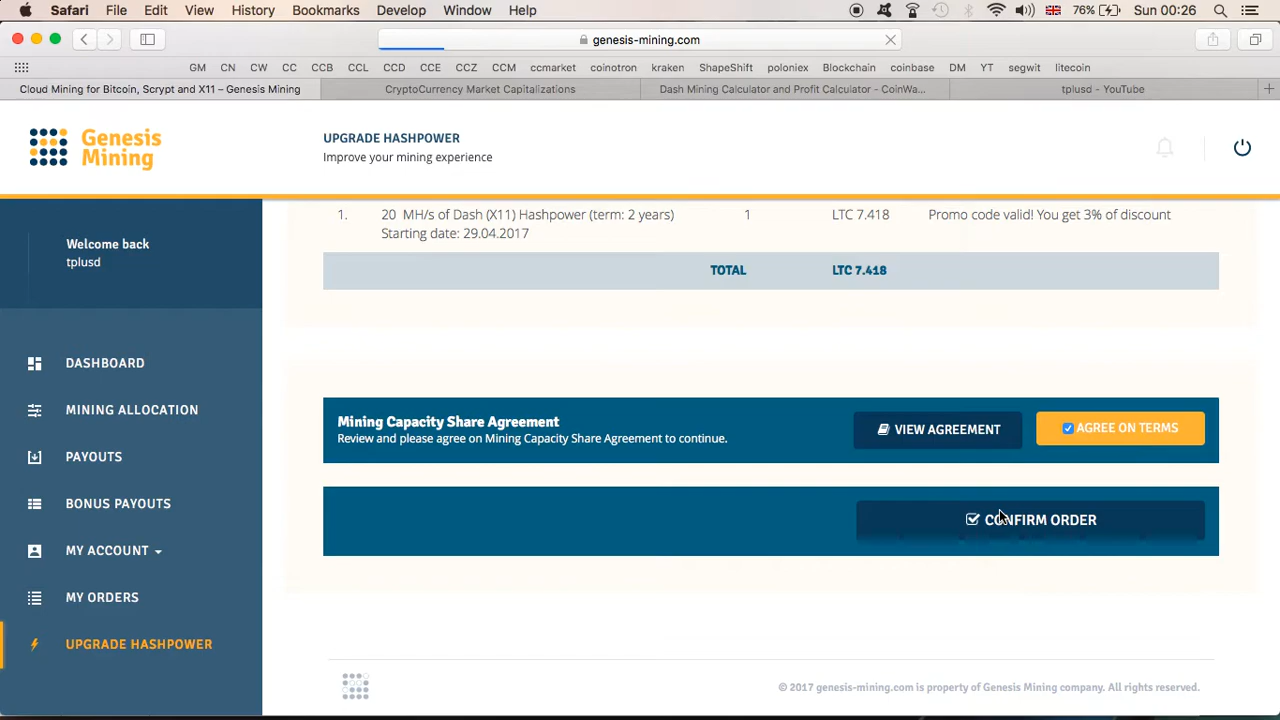 Safari File Edit View History Bookmarks Develop Window Help 76% Sun 00:26
genesis-mining.com
GM CN CW CC CCB CCL CCD CCE CCZ CCM ccmarket coinotron kraken ShapeShift poloniex Blockchain coinbase DM YT segwit litecoin
Cloud Mining for Bitcoin, Scrypt and X11 – Genesis Mining CryptoCurrency Market Capitalizations Dash Mining Calculator and Profit Calculator - CoinWa... tplusd - YouTube
Genesis
Mining
UPGRADE HASHPOWER
Improve your mining experience
Welcome back
tplusd
DASHBOARD
MINING ALLOCATION
PAYOUTS
BONUS PAYOUTS
MY ACCOUNT
MY ORDERS
UPGRADE HASHPOWER
1. 20 MH/s of Dash (X11) Hashpower (term: 2 years) 1 LTC 7.418 Promo code valid! You get 3% of discount
Starting date: 29.04.2017
TOTAL LTC 7.418
Mining Capacity Share Agreement
Review and please agree on Mining Capacity Share Agreement to continue.
VIEW AGREEMENT
AGREE ON TERMS
CONFIRM ORDER
© 2017 genesis-mining.com is property of Genesis Mining company. All rights reserved.